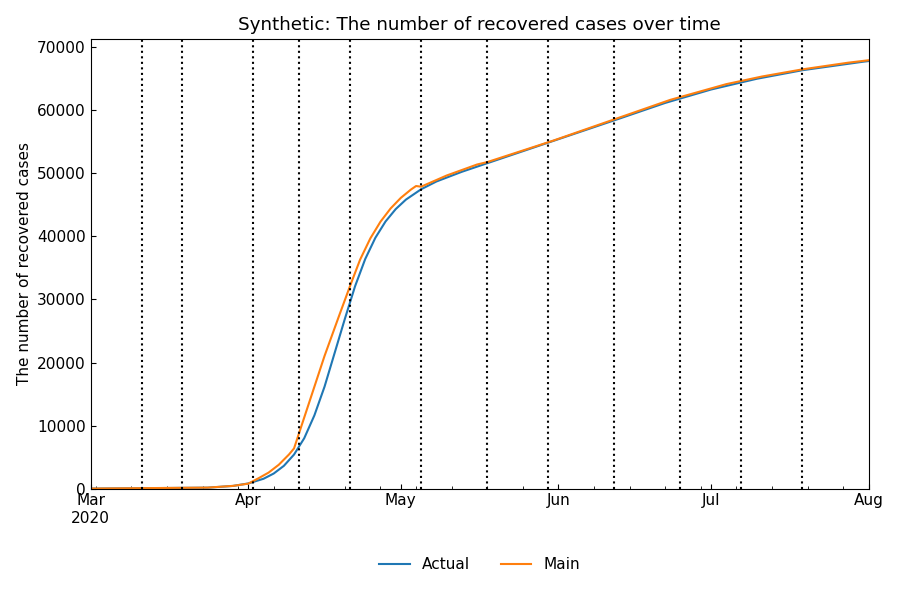 Synthetic: The number of recovered cases over time
The number of recovered cases
70000
60000
50000
40000
30000
20000
10000
0
Mar Apr May Jun Jul Aug
2020
Actual Main